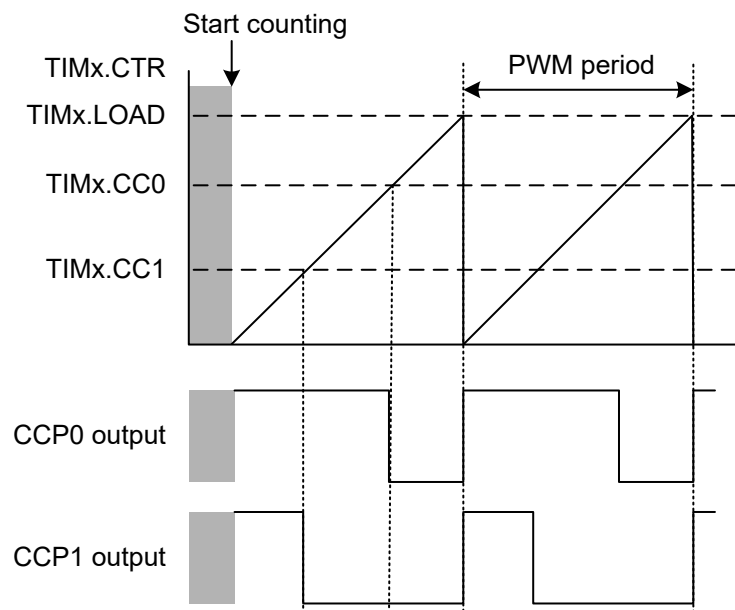 Start counting
TIMx.CTR
PWM period
TIMx.LOAD
TIMx.CC0
TIMx.CC1
CCP0 output
CCP1 output